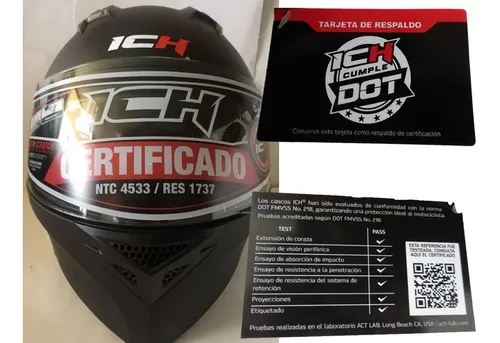 ICH
ICH
CERTIFICADO
NTC 4533 / RES 1737
TARJETA DE RESPALDO
ICH
CUMPLE
DOT
Conserve esta tarjeta como respaldo de certificación
Los cascos ICH® han sido evaluados de conformidad con la norma
DOT FMVSS No. 218, garantizando una protección ideal al motociclista.
Pruebas acreditadas según DOT FMVSS No. 218:
TEST PASS
Extensión de coraza ✓
Ensayo de visión periférica ✓
Ensayo de absorción de impacto ✓
Ensayo de resistencia a la penetración ✓
Ensayo de resistencia del sistema de
retención ✓
Proyecciones ✓
Etiquetado ✓
ESTA REFERENCIA FUE
TESTEADA, CONSULTA
AQUÍ EL CERTIFICADO
Pruebas realizadas en el laboratorio ACT LAB. Long Beach CA, USA | act-lab.com